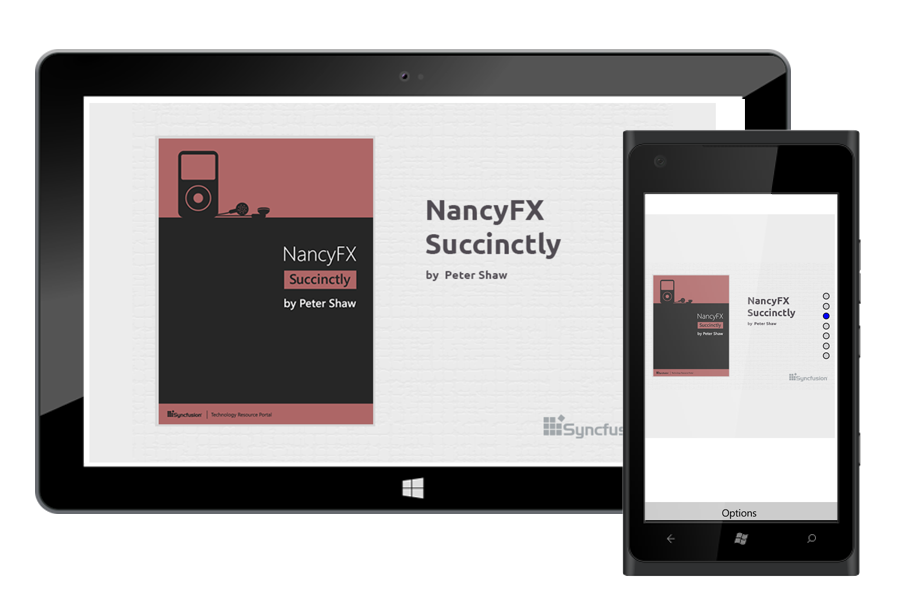 NancyFX
Succinctly
by Peter Shaw
Syncfusion | Technology Resource Portal
NancyFX
Succinctly
by Peter Shaw
Syncfus
NancyFX
Succinctly
by Peter Shaw
NancyFX
Succinctly
by Peter Shaw
Syncfusion
Options